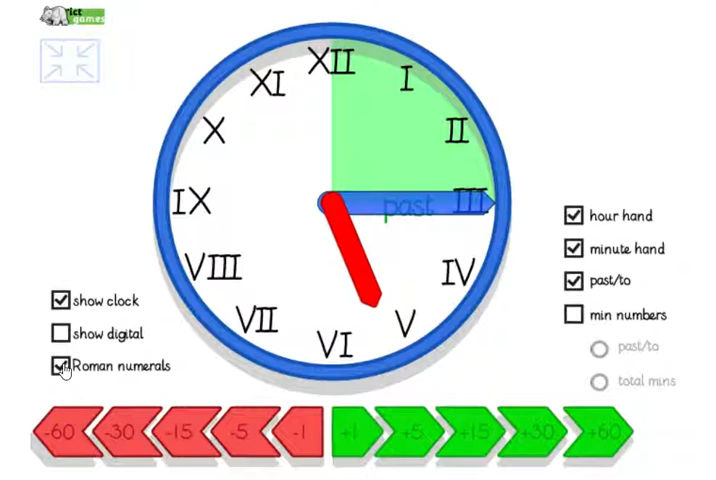 ict
games
XII
I
II
III
IV
V
VI
VII
VIII
IX
X
XI
past
hour hand
minute hand
past/to
min numbers
past/to
total mins
show clock
show digital
Roman numerals
-60 -30 -15 -5 -1 +1 +5 +15 +30 +60